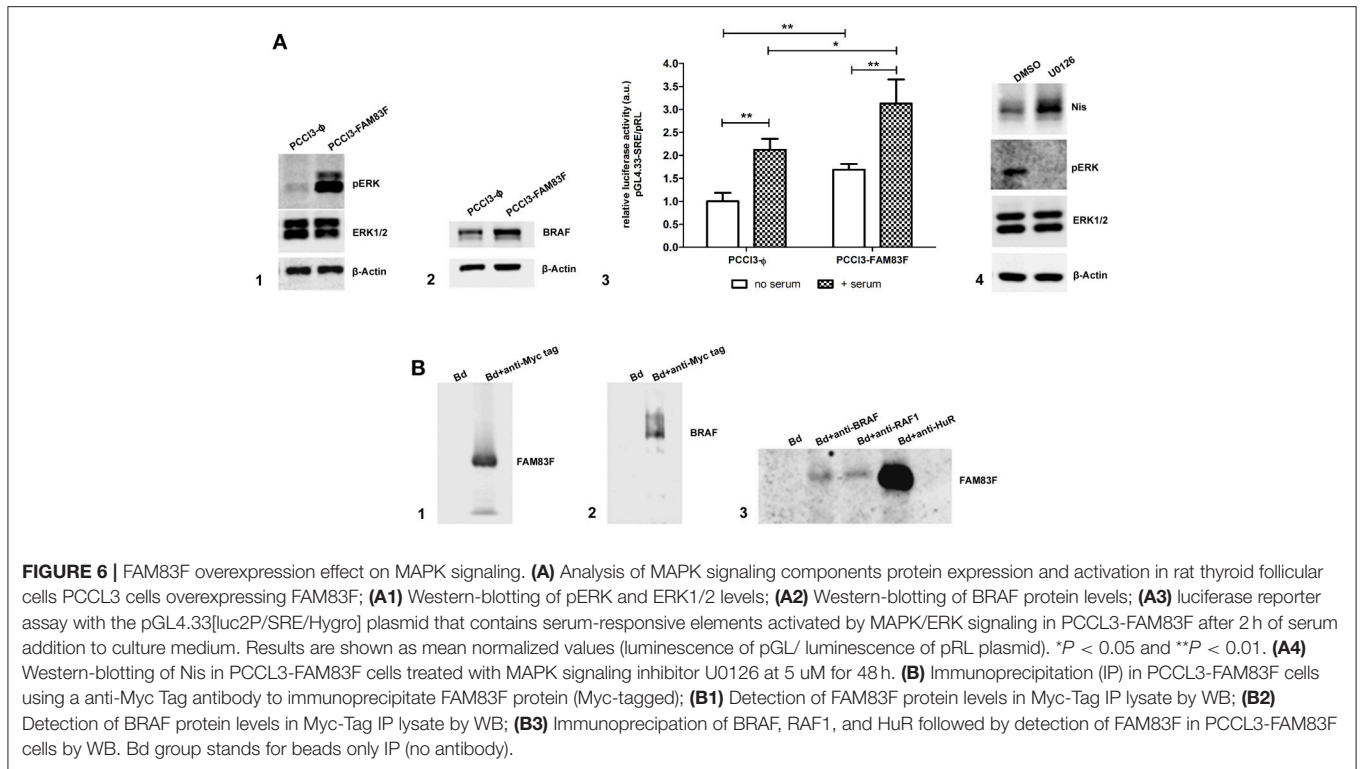 A
PCCl3-ϕ
PCCl3-FAM83F
pERK
ERK1/2
β-Actin
1
PCCl3-ϕ
PCCl3-FAM83F
BRAF
β-Actin
2
**
*
**
**
relative luciferase activity (a.u.)
pGL4.33-SRE/pRL
4.0
3.5
3.0
2.5
2.0
1.5
1.0
0.5
0.0
PCCl3-ϕ
PCCl3-FAM83F
no serum
+ serum
3
DMSO
U0126
Nis
pERK
ERK1/2
β-Actin
4
B
Bd
Bd+anti-Myc tag
FAM83F
1
Bd
Bd+anti-Myc tag
BRAF
2
Bd
Bd+anti-BRAF
Bd+anti-RAF1
Bd+anti-HuR
FAM83F
3
FIGURE 6 | FAM83F overexpression effect on MAPK signaling. (A) Analysis of MAPK signaling components protein expression and activation in rat thyroid follicular
cells PCCL3 cells overexpressing FAM83F; (A1) Western-blotting of pERK and ERK1/2 levels; (A2) Western-blotting of BRAF protein levels; (A3) luciferase reporter
assay with the pGL4.33[luc2P/SRE/Hygro] plasmid that contains serum-responsive elements activated by MAPK/ERK signaling in PCCL3-FAM83F after 2 h of serum
addition to culture medium. Results are shown as mean normalized values (luminescence of pGL/ luminescence of pRL plasmid). *P < 0.05 and **P < 0.01. (A4)
Western-blotting of Nis in PCCL3-FAM83F cells treated with MAPK signaling inhibitor U0126 at 5 uM for 48 h. (B) Immunoprecipitation (IP) in PCCL3-FAM83F cells
using a anti-Myc Tag antibody to immunoprecipitate FAM83F protein (Myc-tagged); (B1) Detection of FAM83F protein levels in Myc-Tag IP lysate by WB; (B2)
Detection of BRAF protein levels in Myc-Tag IP lysate by WB; (B3) Immunoprecipation of BRAF, RAF1, and HuR followed by detection of FAM83F in PCCL3-FAM83F
cells by WB. Bd group stands for beads only IP (no antibody).